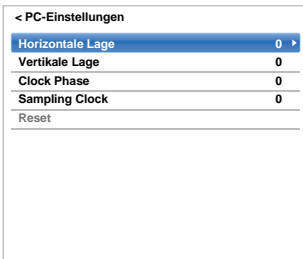 < PC-Einstellungen
Horizontale Lage 0
Vertikale Lage 0
Clock Phase 0
Sampling Clock 0
Reset